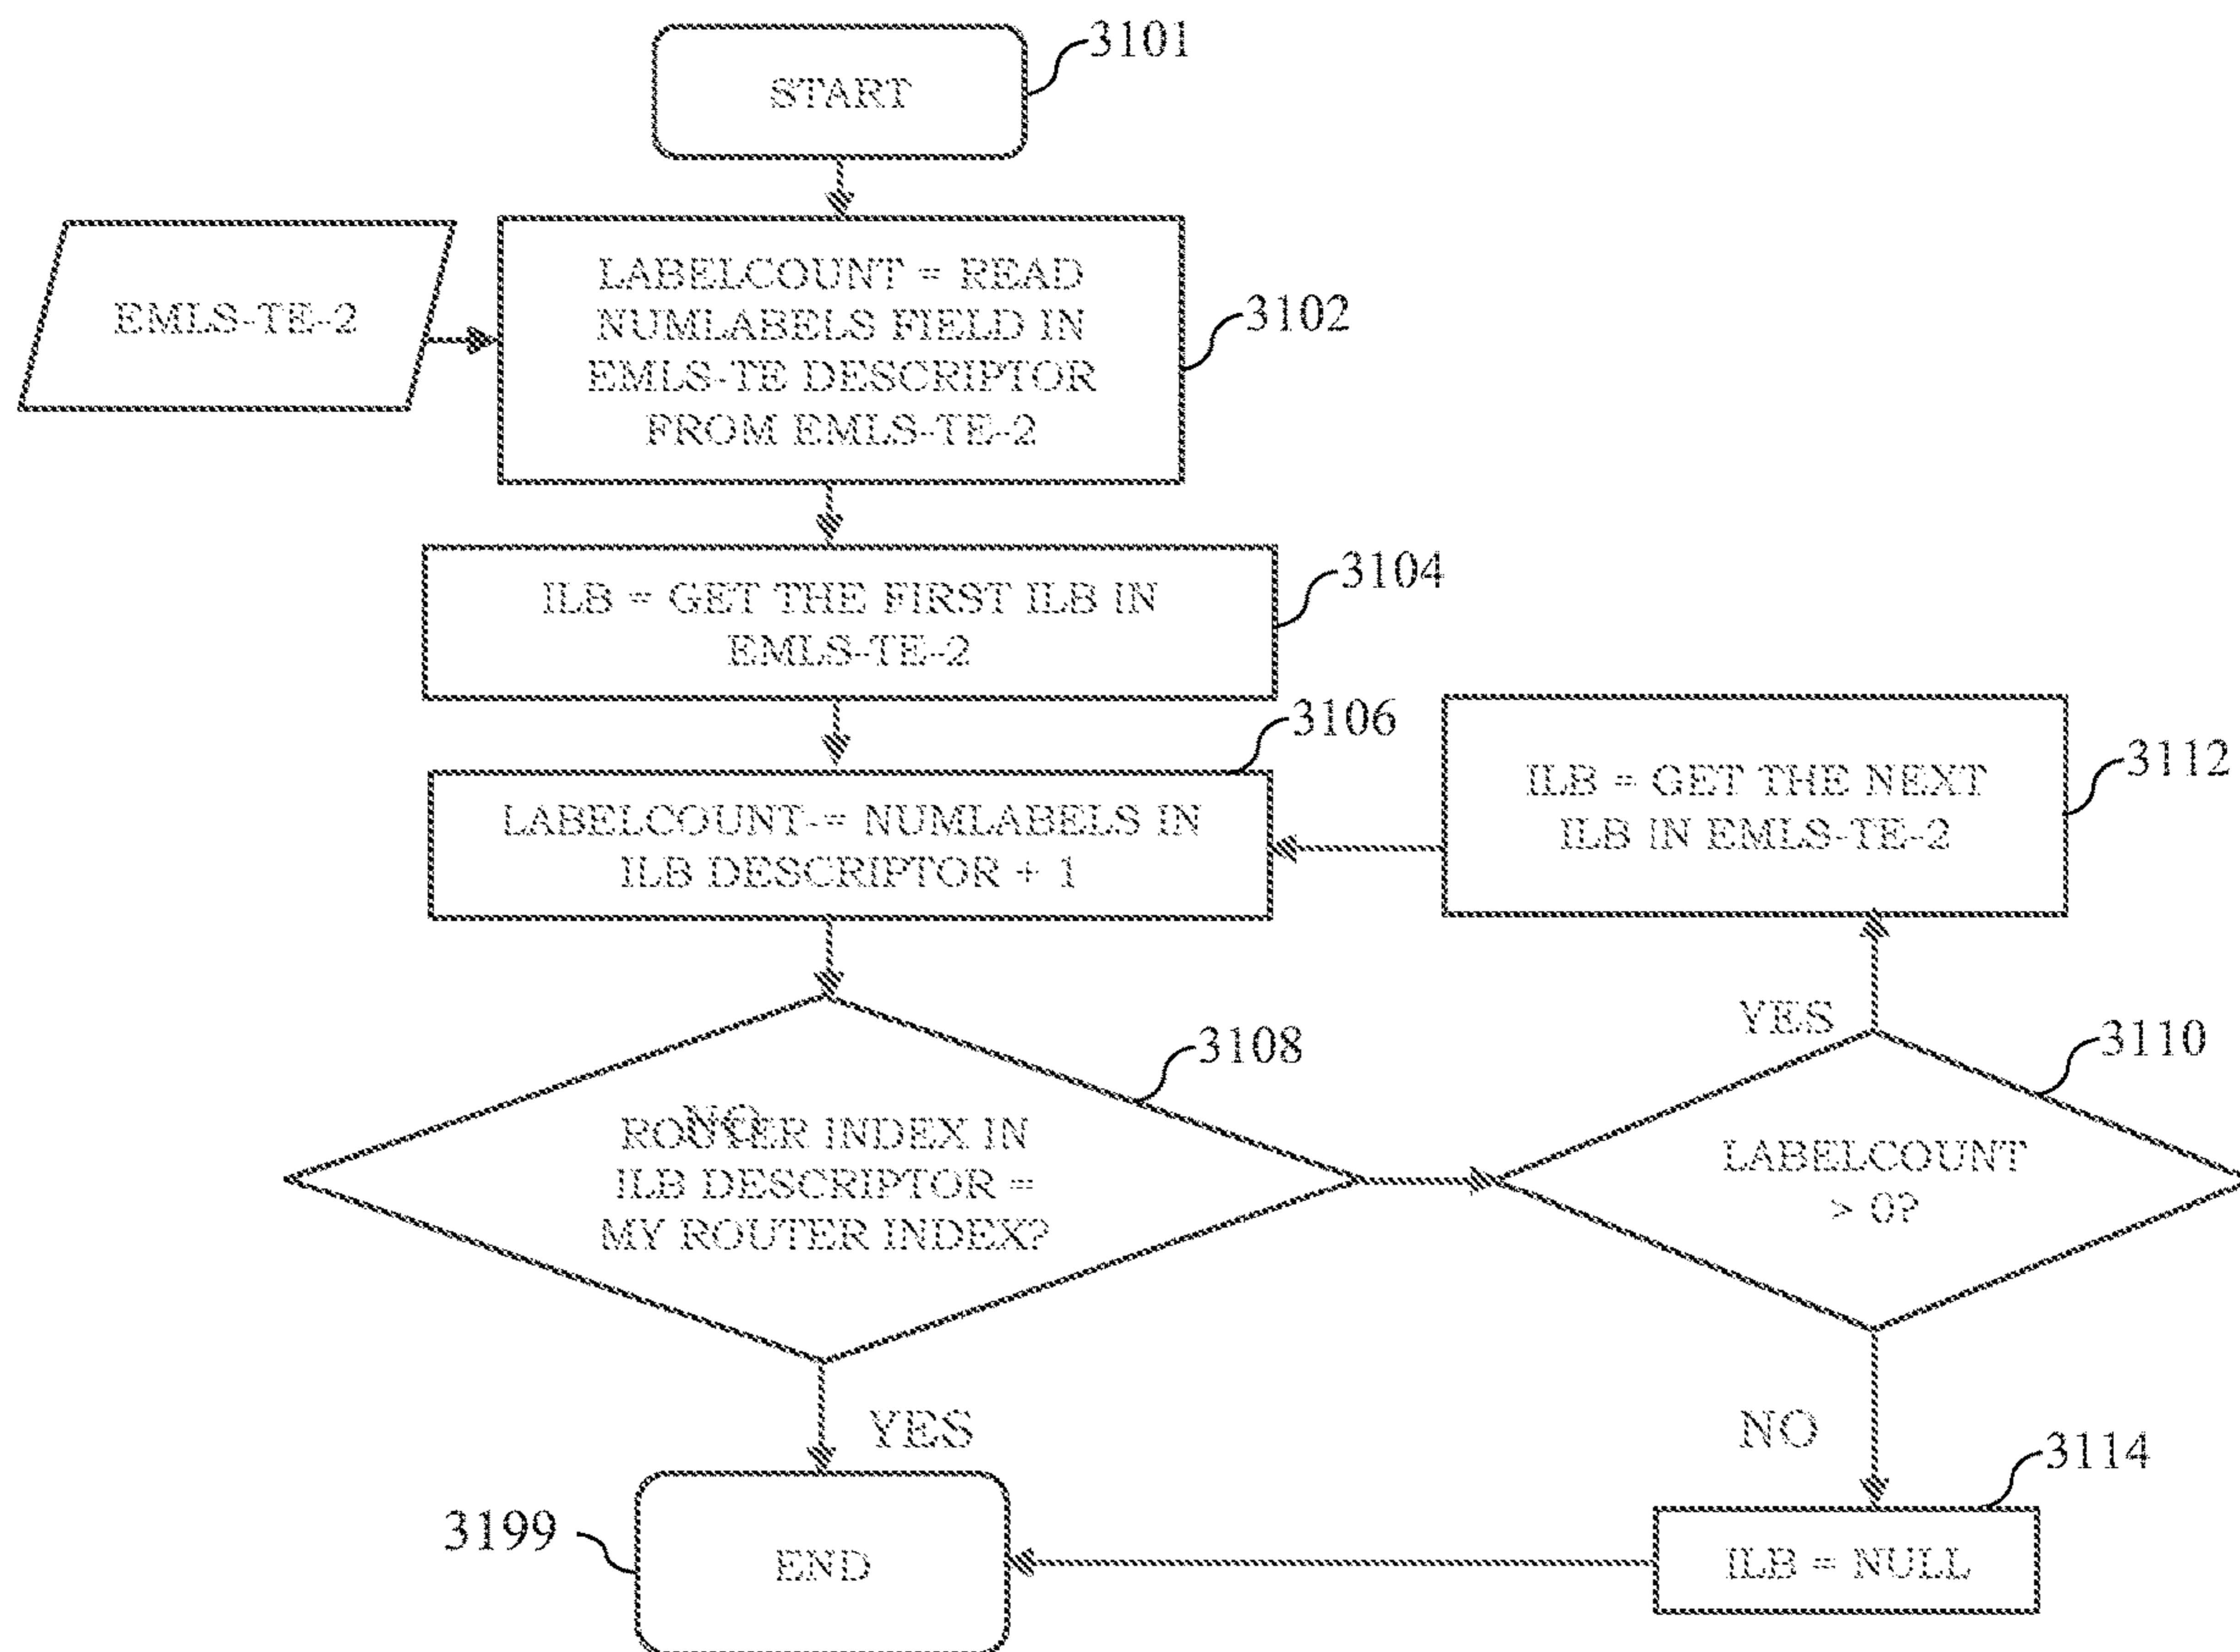 3101
START
EMLS-TE-2
LABELCOUNT = READ
NUMLABELS FIELD IN
EMLS-TE DESCRIPTOR
FROM EMLS-TE-2
3102
ILB = GET THE FIRST ILB IN
EMLS-TE-2
3104
3106
LABELCOUNT-= NUMLABELS IN
ILB DESCRIPTOR + 1
ILB = GET THE NEXT
ILB IN EMLS-TE-2
3112
3108
NO
ROUTER INDEX IN
ILB DESCRIPTOR =
MY ROUTER INDEX?
YES
3110
LABELCOUNT
> 0?
YES
NO
3114
3199
END
ILB = NULL